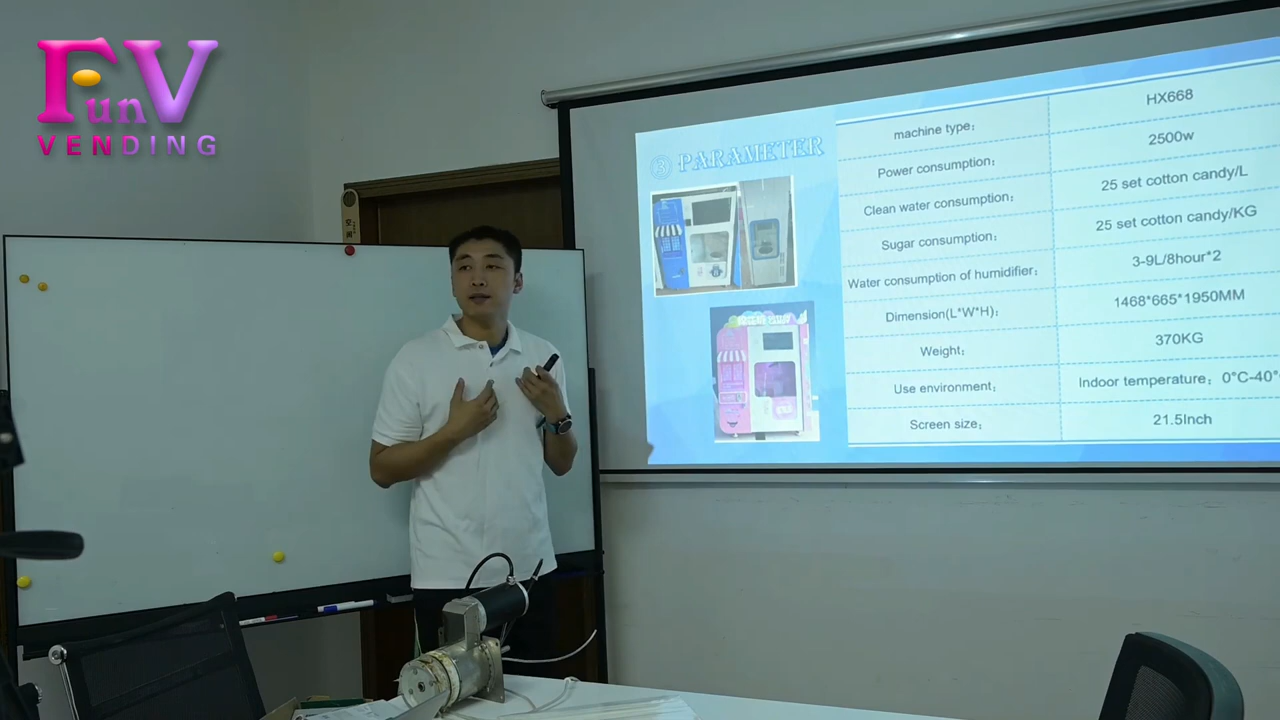 FunV
VENDING
③ PARAMETER
machine type: HX668
Power consumption: 2500w
Clean water consumption: 25 set cotton candy/L
Sugar consumption: 25 set cotton candy/KG
Water consumption of humidifier: 3-9L/8hour*2
Dimension(L*W*H): 1468*665*1950MM
Weight: 370KG
Use environment: Indoor temperature: 0°C-40°
Screen size: 21.5Inch